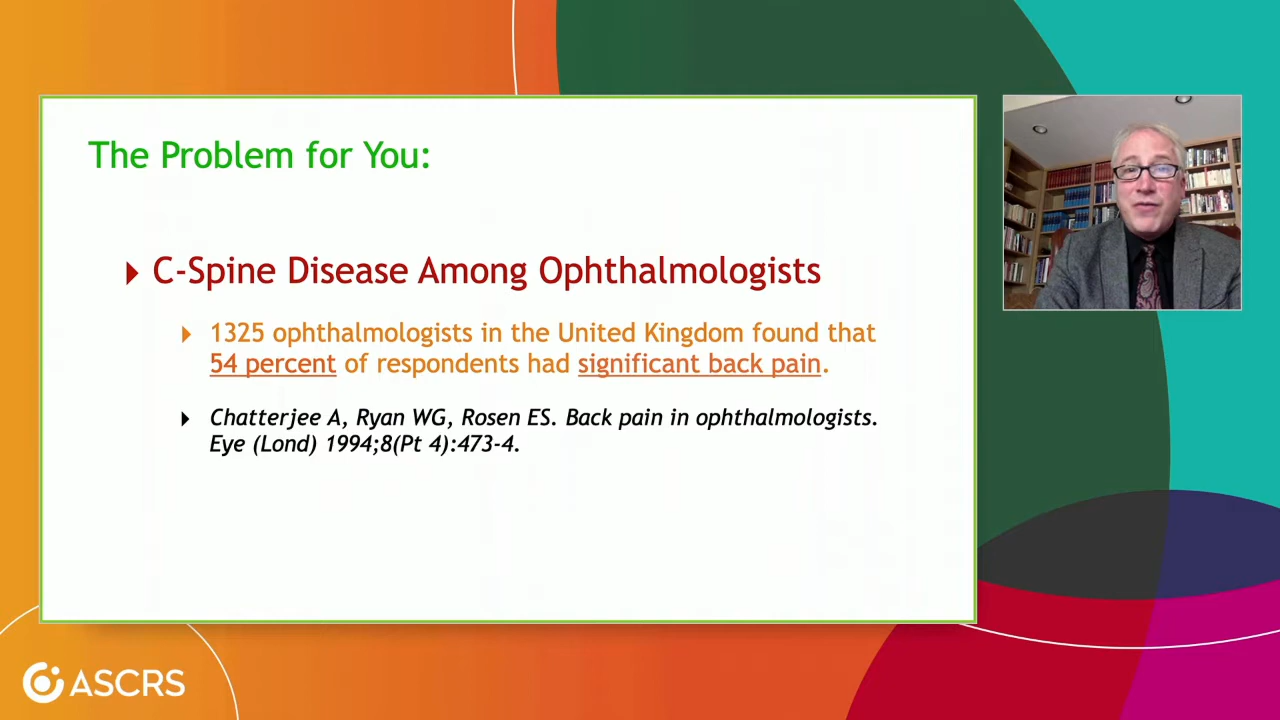 The Problem for You:
C-Spine Disease Among Ophthalmologists
1325 ophthalmologists in the United Kingdom found that
54 percent of respondents had significant back pain.
Chatterjee A, Ryan WG, Rosen ES. Back pain in ophthalmologists.
Eye (Lond) 1994;8(Pt 4):473-4.
ASCRS